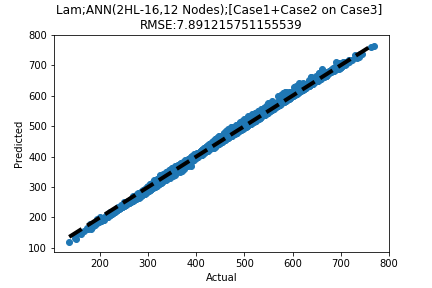 Lam;ANN(2HL-16,12 Nodes);[Case1+Case2 on Case3]
RMSE:7.891215751155539
800
700
600
500
400
300
200
100
Predicted
200 300 400 500 600 700 800
Actual